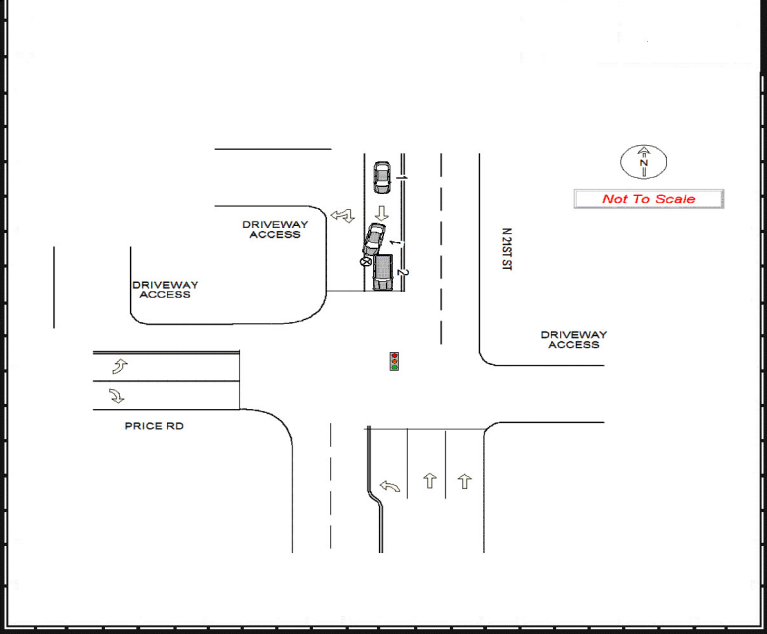 1
N
Not To Scale
DRIVEWAY
ACCESS
1
N 21ST ST
2
DRIVEWAY
ACCESS
DRIVEWAY
ACCESS
PRICE RD